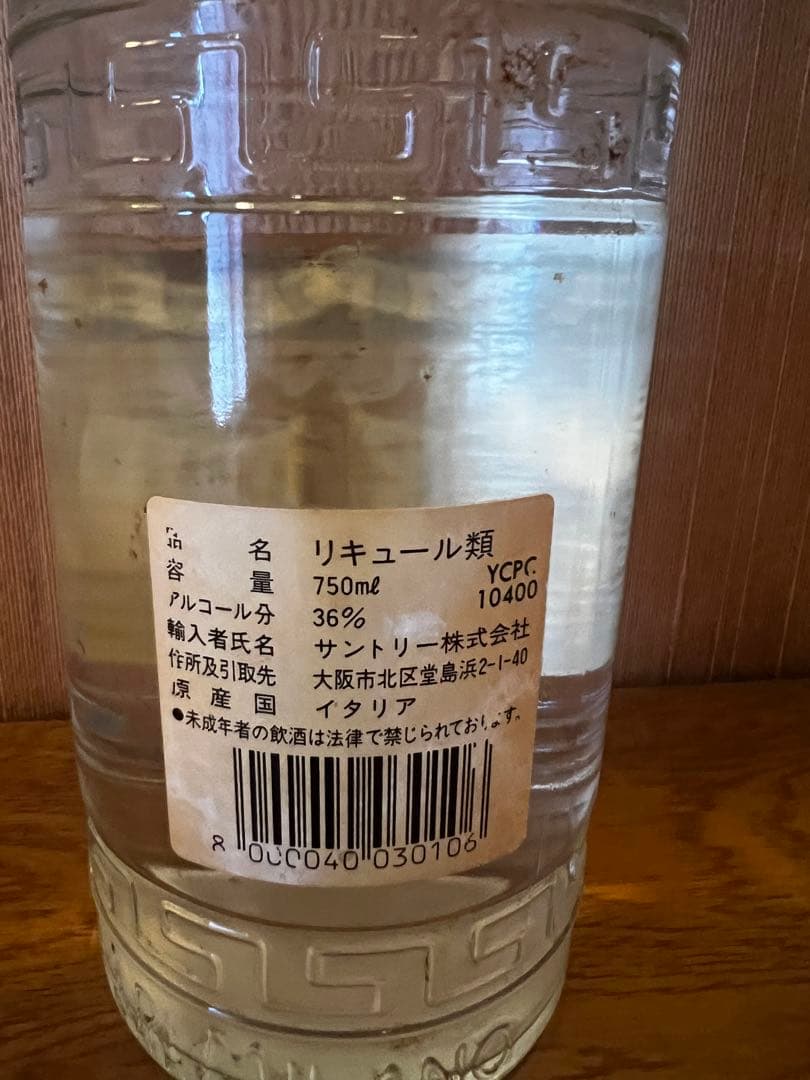 品名 リキュール類
容量 750ml YCPC.
アルコール分 36% 10400
輸入者氏名 サントリー株式会社
住所及引取先 大阪市北区堂島浜2-1-40
原産国 イタリア
●未成年者の飲酒は法律で禁じられております。
8 000040 030106